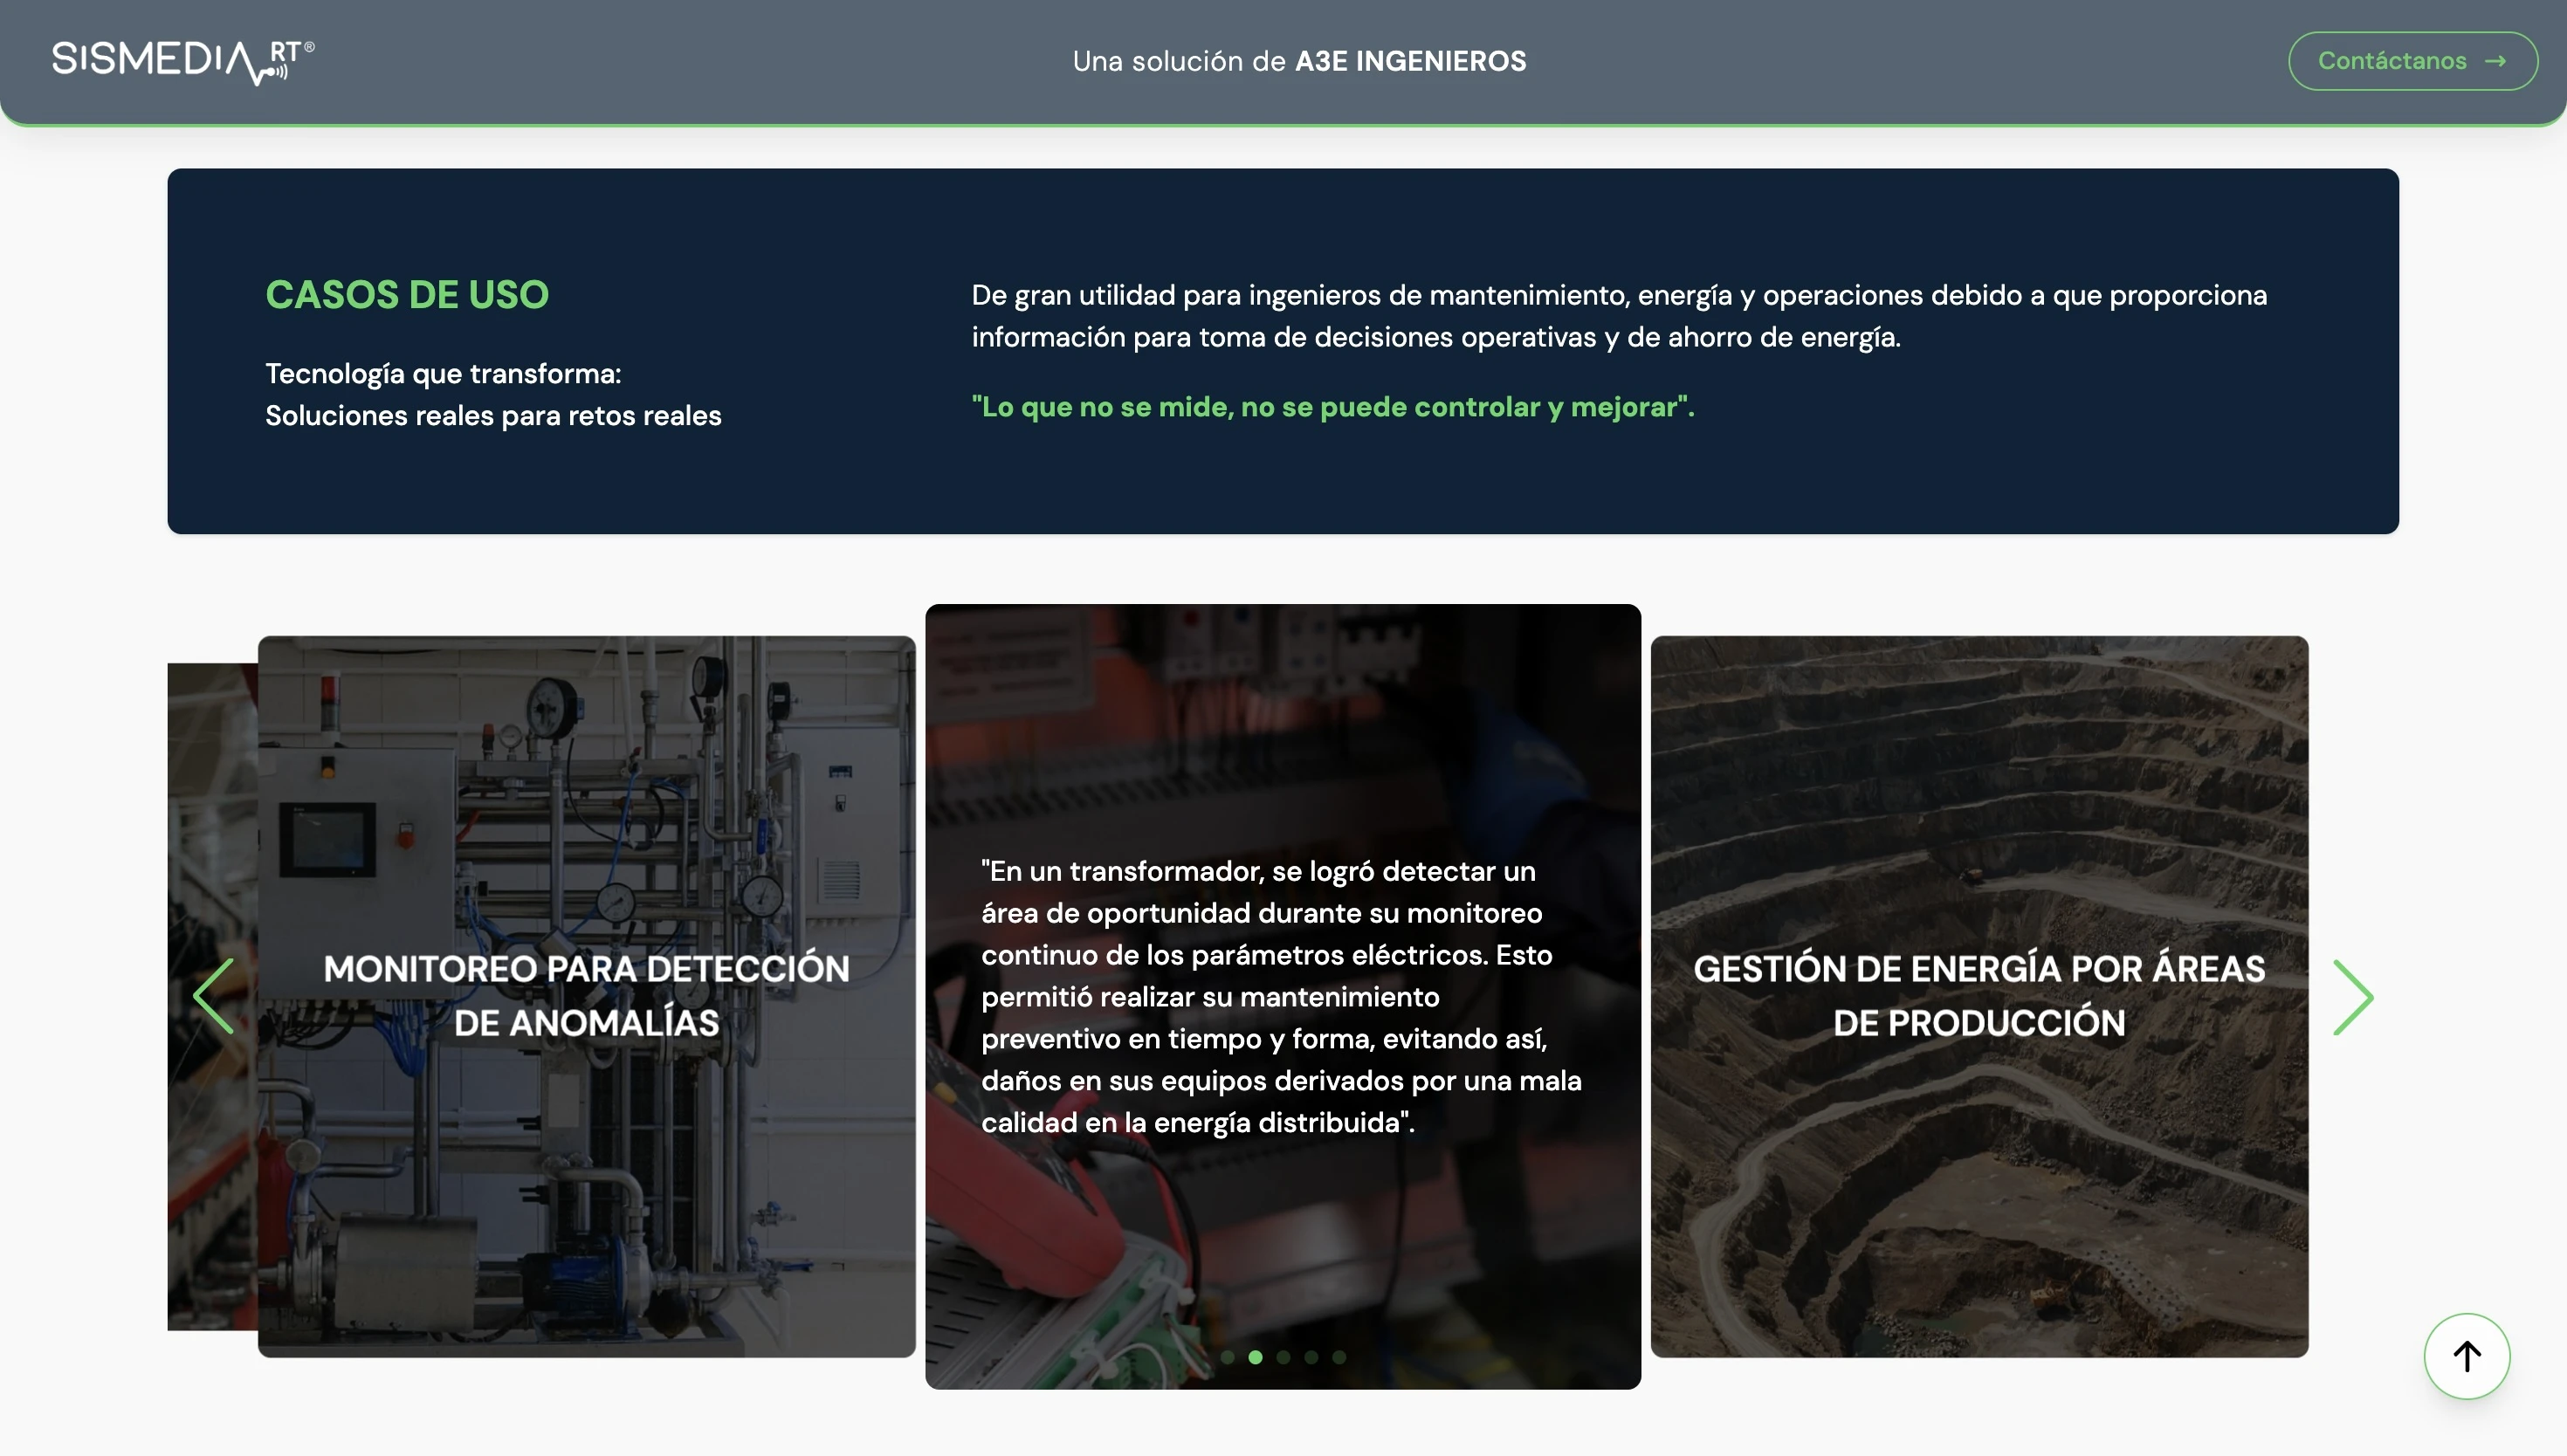 SISMEDIA RT®
Una solución de A3E INGENIEROS
Contáctanos →
CASOS DE USO
Tecnología que transforma:
Soluciones reales para retos reales
De gran utilidad para ingenieros de mantenimiento, energía y operaciones debido a que proporciona
información para toma de decisiones operativas y de ahorro de energía.
"Lo que no se mide, no se puede controlar y mejorar".
MONITOREO PARA DETECCIÓN
DE ANOMALÍAS
"En un transformador, se logró detectar un
área de oportunidad durante su monitoreo
continuo de los parámetros eléctricos. Esto
permitió realizar su mantenimiento
preventivo en tiempo y forma, evitando así,
daños en sus equipos derivados por una mala
calidad en la energía distribuida".
GESTIÓN DE ENERGÍA POR ÁREAS
DE PRODUCCIÓN